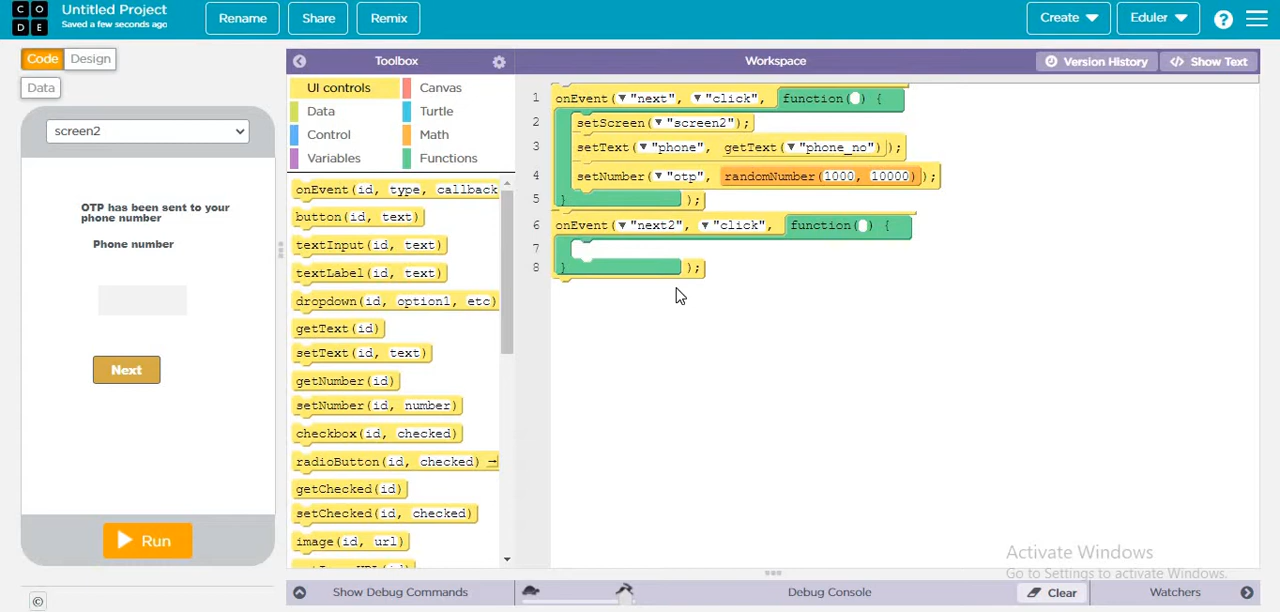 CODE
Untitled Project
Saved a few seconds ago
Rename
Share
Remix
Create
Eduler
?
Code
Design
Data
screen2
OTP has been sent to your
phone number
Phone number
Next
Run
©
Toolbox
UI controls
Canvas
Data
Turtle
Control
Math
Variables
Functions
onEvent(id, type, callback
button(id, text)
textInput(id, text)
textLabel(id, text)
dropdown(id, option1, etc)
getText(id)
setText(id, text)
getNumber(id)
setNumber(id, number)
checkbox(id, checked)
radioButton(id, checked)
getChecked(id)
setChecked(id, checked)
image(id, url)
Show Debug Commands
Workspace
Version History
</> Show Text
1 onEvent( "next", "click", function( ) {
2 setScreen( "screen2");
3 setText( "phone", getText( "phone_no") );
4 setNumber( "otp", randomNumber(1000, 10000) );
5 } );
6 onEvent( "next2", "click", function( ) {
7
8 } );
Activate Windows
Go to Settings to activate Windows.
Debug Console
Clear
Watchers